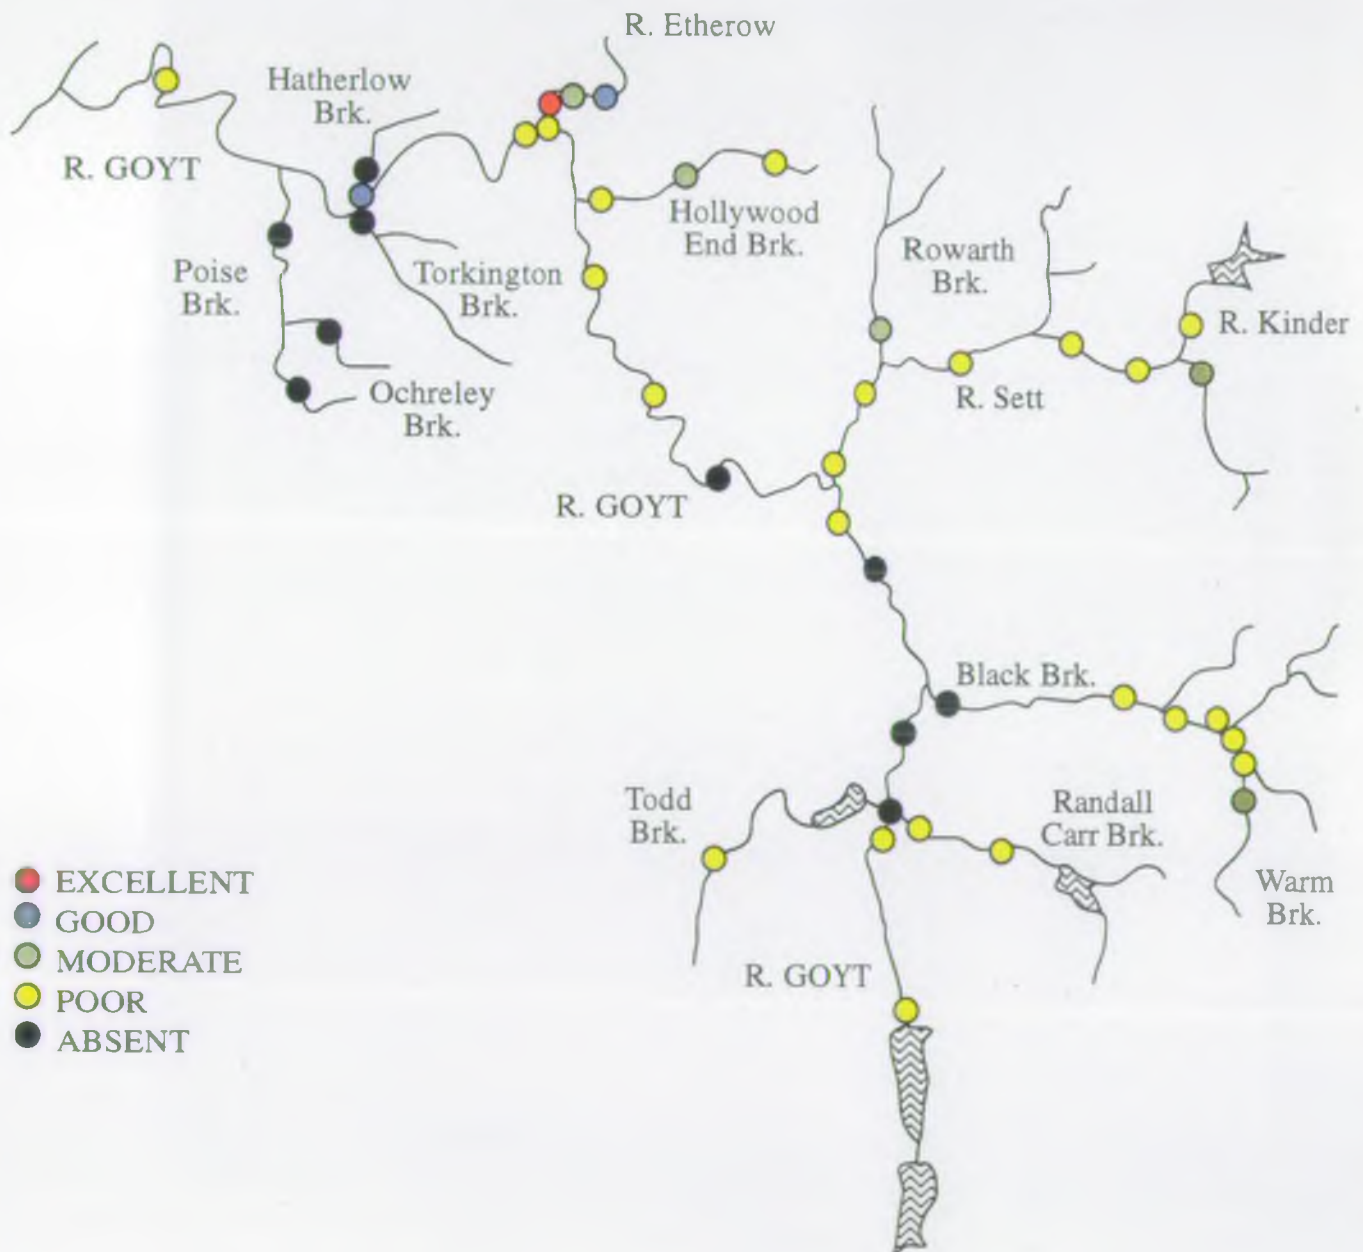 R. Etherow
Hatherlow
Brk.
R. GOYT
Hollywood
End Brk.
Rowarth
Brk.
Poise
Brk.
Torkington
Brk.
R. Kinder
Ochreley
Brk.
R. Sett
R. GOYT
Black Brk.
Todd
Brk.
Randall
Carr Brk.
Warm
Brk.
R. GOYT
EXCELLENT
GOOD
MODERATE
POOR
ABSENT